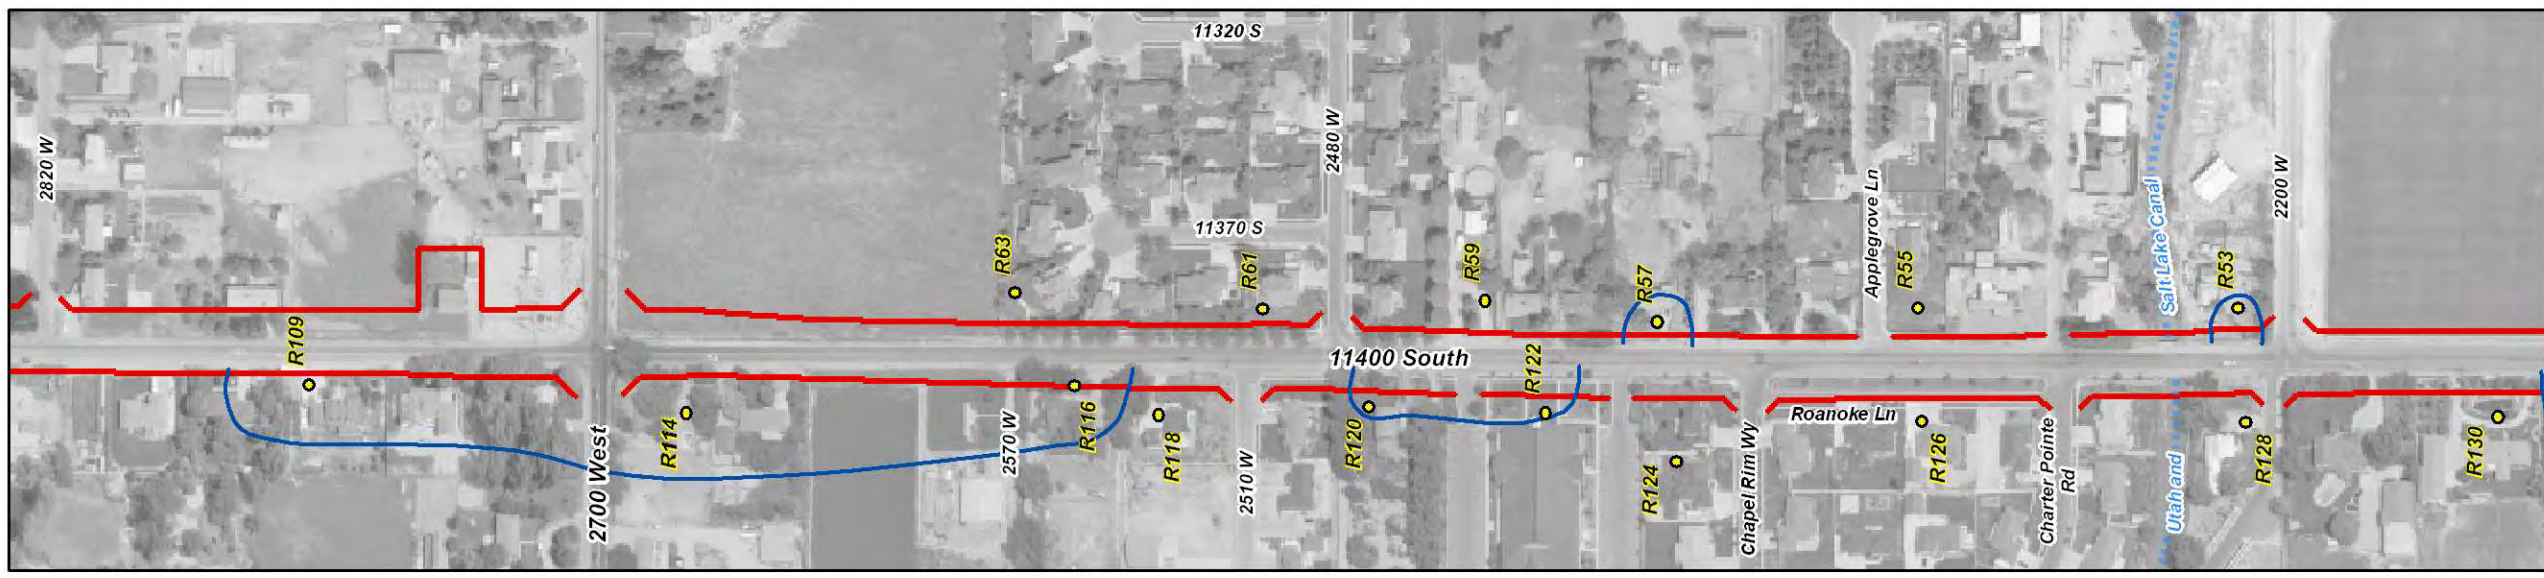 11320 S
2820 W
2480 W
2200 W
Salt Lake Canal
Applegrove Ln
11370 S
R63
R61
R59
R57
R55
R53
R109
11400 South
R122
R116
R114
R118
R120
Roanoke Ln
R124
R126
R128
R130
2700 West
2570 W
2510 W
Chapel Rim Wy
Charter Pointe
Rd
Utah and